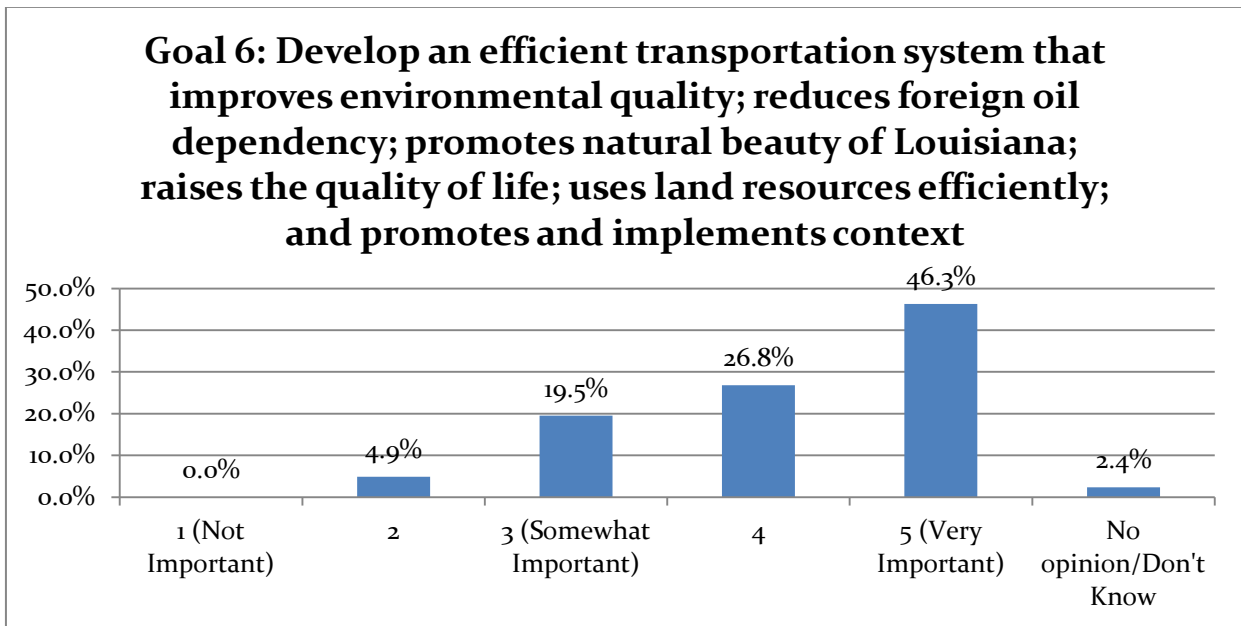 Goal 6: Develop an efficient transportation system that
improves environmental quality; reduces foreign oil
dependency; promotes natural beauty of Louisiana;
raises the quality of life; uses land resources efficiently;
and promotes and implements context
50.0%
40.0%
30.0%
20.0%
10.0%
0.0%
0.0%
4.9%
19.5%
26.8%
46.3%
2.4%
1 (Not
Important)
2
3 (Somewhat
Important)
4
5 (Very
Important)
No
opinion/Don't
Know